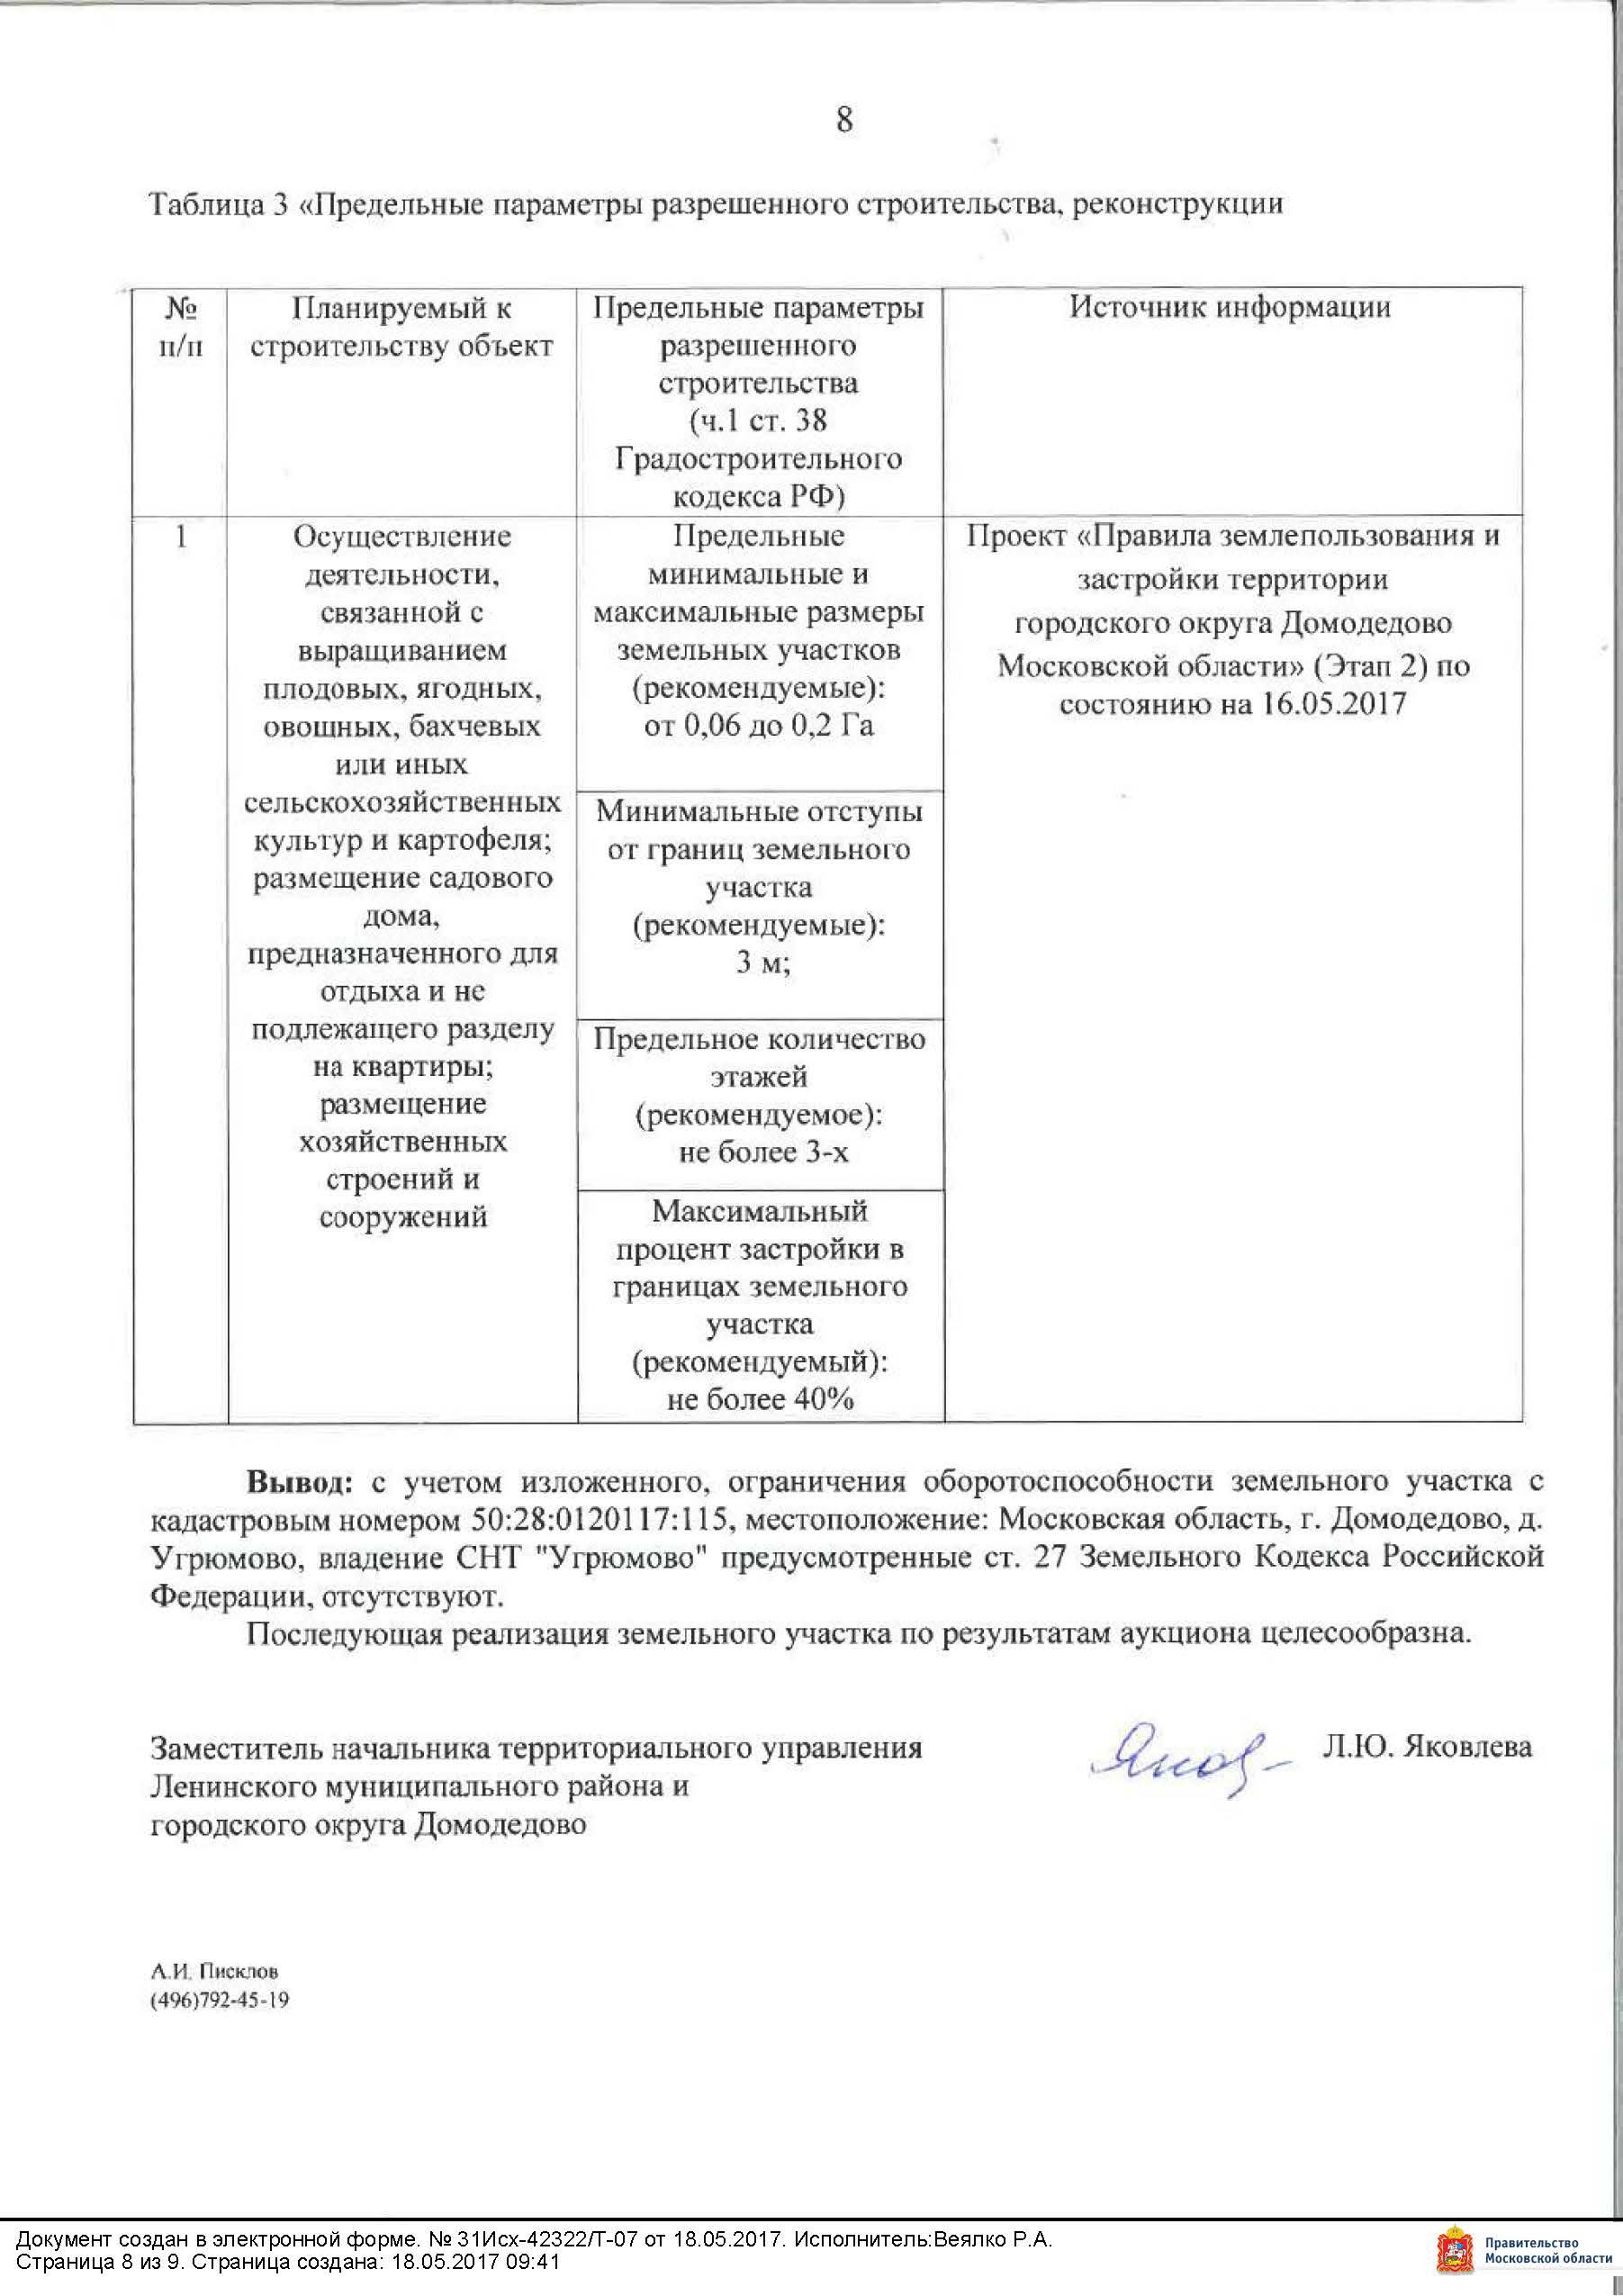 8
Таблица 3 «Предельные параметры разрешенного строительства, реконструкции
№
п/п
Планируемый к
строительству объект
Предельные параметры
разрешенного
строительства
(ч.1 ст. 38
Градостроительного
кодекса РФ)
Источник информации
1
Осуществление
деятельности,
связанной с
выращиванием
плодовых, ягодных,
овощных, бахчевых
или иных
сельскохозяйственных
культур и картофеля;
размещение садового
дома,
предназначенного для
отдыха и не
подлежащего разделу
на квартиры;
размещение
хозяйственных
строений и
сооружений
Предельные
минимальные и
максимальные размеры
земельных участков
(рекомендуемые):
от 0,06 до 0,2 Га
Минимальные отступы
от границ земельного
участка
(рекомендуемые):
3 м;
Предельное количество
этажей
(рекомендуемое):
не более 3-х
Максимальный
процент застройки в
границах земельного
участка
(рекомендуемый):
не более 40%
Проект «Правила землепользования и
застройки территории
городского округа Домодедово
Московской области» (Этап 2) по
состоянию на 16.05.2017
Вывод: с учетом изложенного, ограничения оборотоспособности земельного участка с
кадастровым номером 50:28:0120117:115, местоположение: Московская область, г. Домодедово, д.
Угрюмово, владение СНТ "Угрюмово" предусмотренные ст. 27 Земельного Кодекса Российской
Федерации, отсутствуют.
Последующая реализация земельного участка по результатам аукциона целесообразна.
Заместитель начальника территориального управления
Ленинского муниципального района и
городского округа Домодедово
Л.Ю. Яковлева
А.И. Писклов
(496)792-45-19
Документ создан в электронной форме. № 31Исх-42322/Т-07 от 18.05.2017. Исполнитель:Веялко Р.А.
Страница 8 из 9. Страница создана: 18.05.2017 09:41
Правительство
Московской области